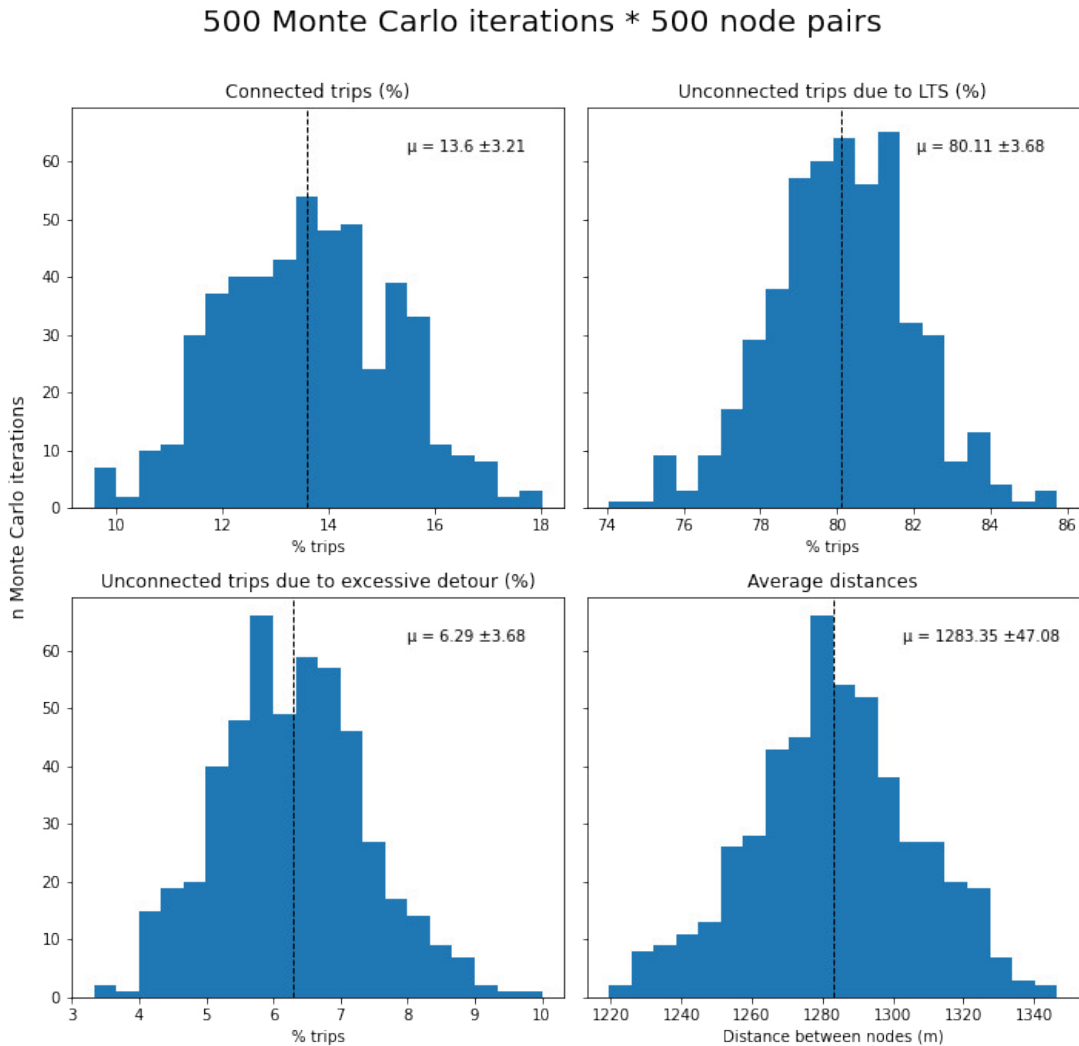 500 Monte Carlo iterations * 500 node pairs
Connected trips (%)
μ = 13.6 ±3.21
0
10
20
30
40
50
60
10 12 14 16 18
% trips
Unconnected trips due to LTS (%)
μ = 80.11 ±3.68
74 76 78 80 82 84 86
% trips
n Monte Carlo iterations
Unconnected trips due to excessive detour (%)
μ = 6.29 ±3.68
0
10
20
30
40
50
60
3 4 5 6 7 8 9 10
% trips
Average distances
μ = 1283.35 ±47.08
1220 1240 1260 1280 1300 1320 1340
Distance between nodes (m)